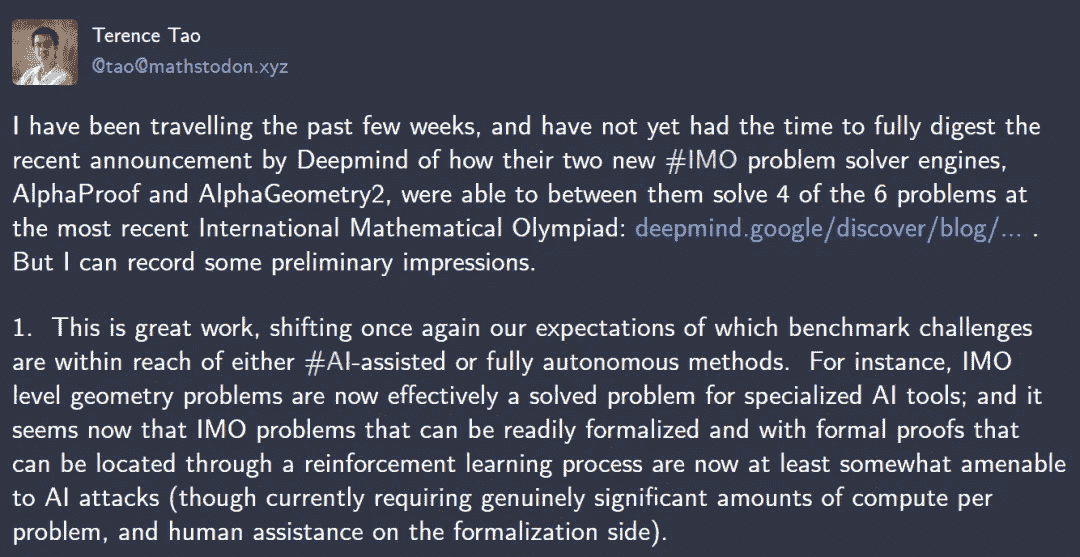 Terence Tao
@tao@mathstodon.xyz
I have been travelling the past few weeks, and have not yet had the time to fully digest the
recent announcement by Deepmind of how their two new #IMO problem solver engines,
AlphaProof and AlphaGeometry2, were able to between them solve 4 of the 6 problems at
the most recent International Mathematical Olympiad: deepmind.google/discover/blog/... .
But I can record some preliminary impressions.
1. This is great work, shifting once again our expectations of which benchmark challenges
are within reach of either #AI-assisted or fully autonomous methods. For instance, IMO
level geometry problems are now effectively a solved problem for specialized AI tools; and it
seems now that IMO problems that can be readily formalized and with formal proofs that
can be located through a reinforcement learning process are now at least somewhat amenable
to AI attacks (though currently requiring genuinely significant amounts of compute per
problem, and human assistance on the formalization side).